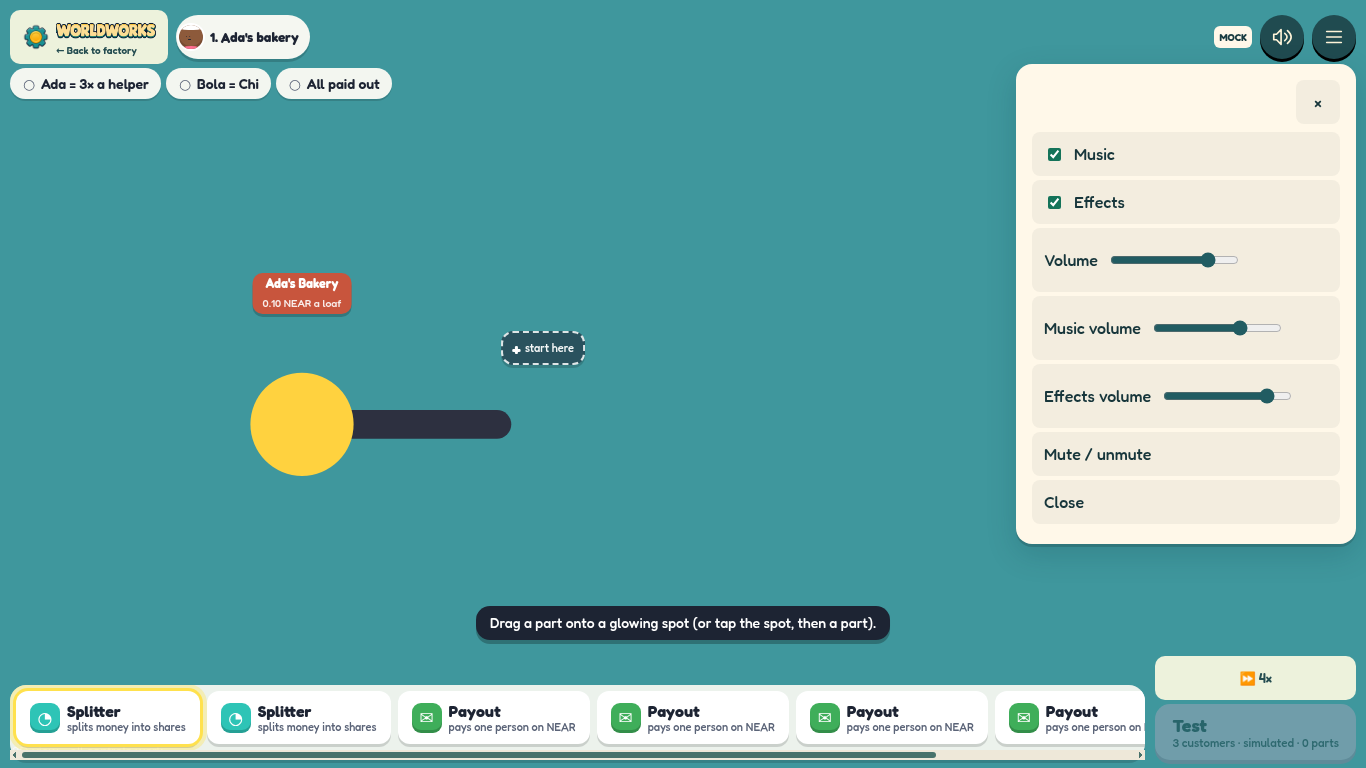 WORLDWORKS
← Back to factory
1. Ada's bakery
MOCK
Ada = 3× a helper
Bola = Chi
All paid out
×
Music
Effects
Volume
Music volume
Effects volume
Mute / unmute
Close
Ada's Bakery
0.10 NEAR a loaf
+ start here
Drag a part onto a glowing spot (or tap the spot, then a part).
Splitter
splits money into shares
Splitter
splits money into shares
Payout
pays one person on NEAR
Payout
pays one person on NEAR
Payout
pays one person on NEAR
Payout
pays one person on
4x
Test
3 customers · simulated · 0 parts